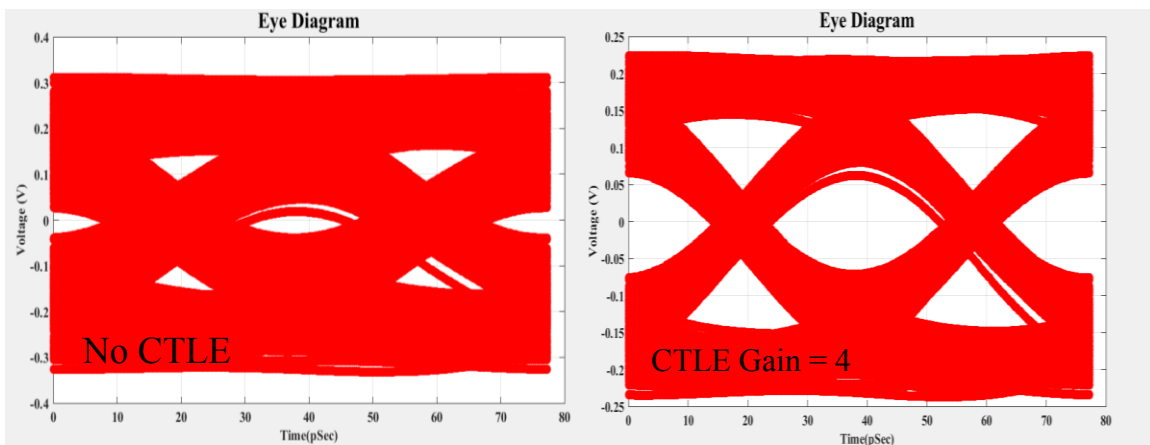 Eye Diagram
0.4
0.3
0.2
0.1
0
-0.1
-0.2
-0.3
-0.4
Voltage (V)
0 10 20 30 40 50 60 70 80
Time(pSec)
No CTLE
Eye Diagram
0.25
0.2
0.15
0.1
0.05
0
-0.05
-0.1
-0.15
-0.2
-0.25
Voltage (V)
0 10 20 30 40 50 60 70 80
Time(pSec)
CTLE Gain = 4